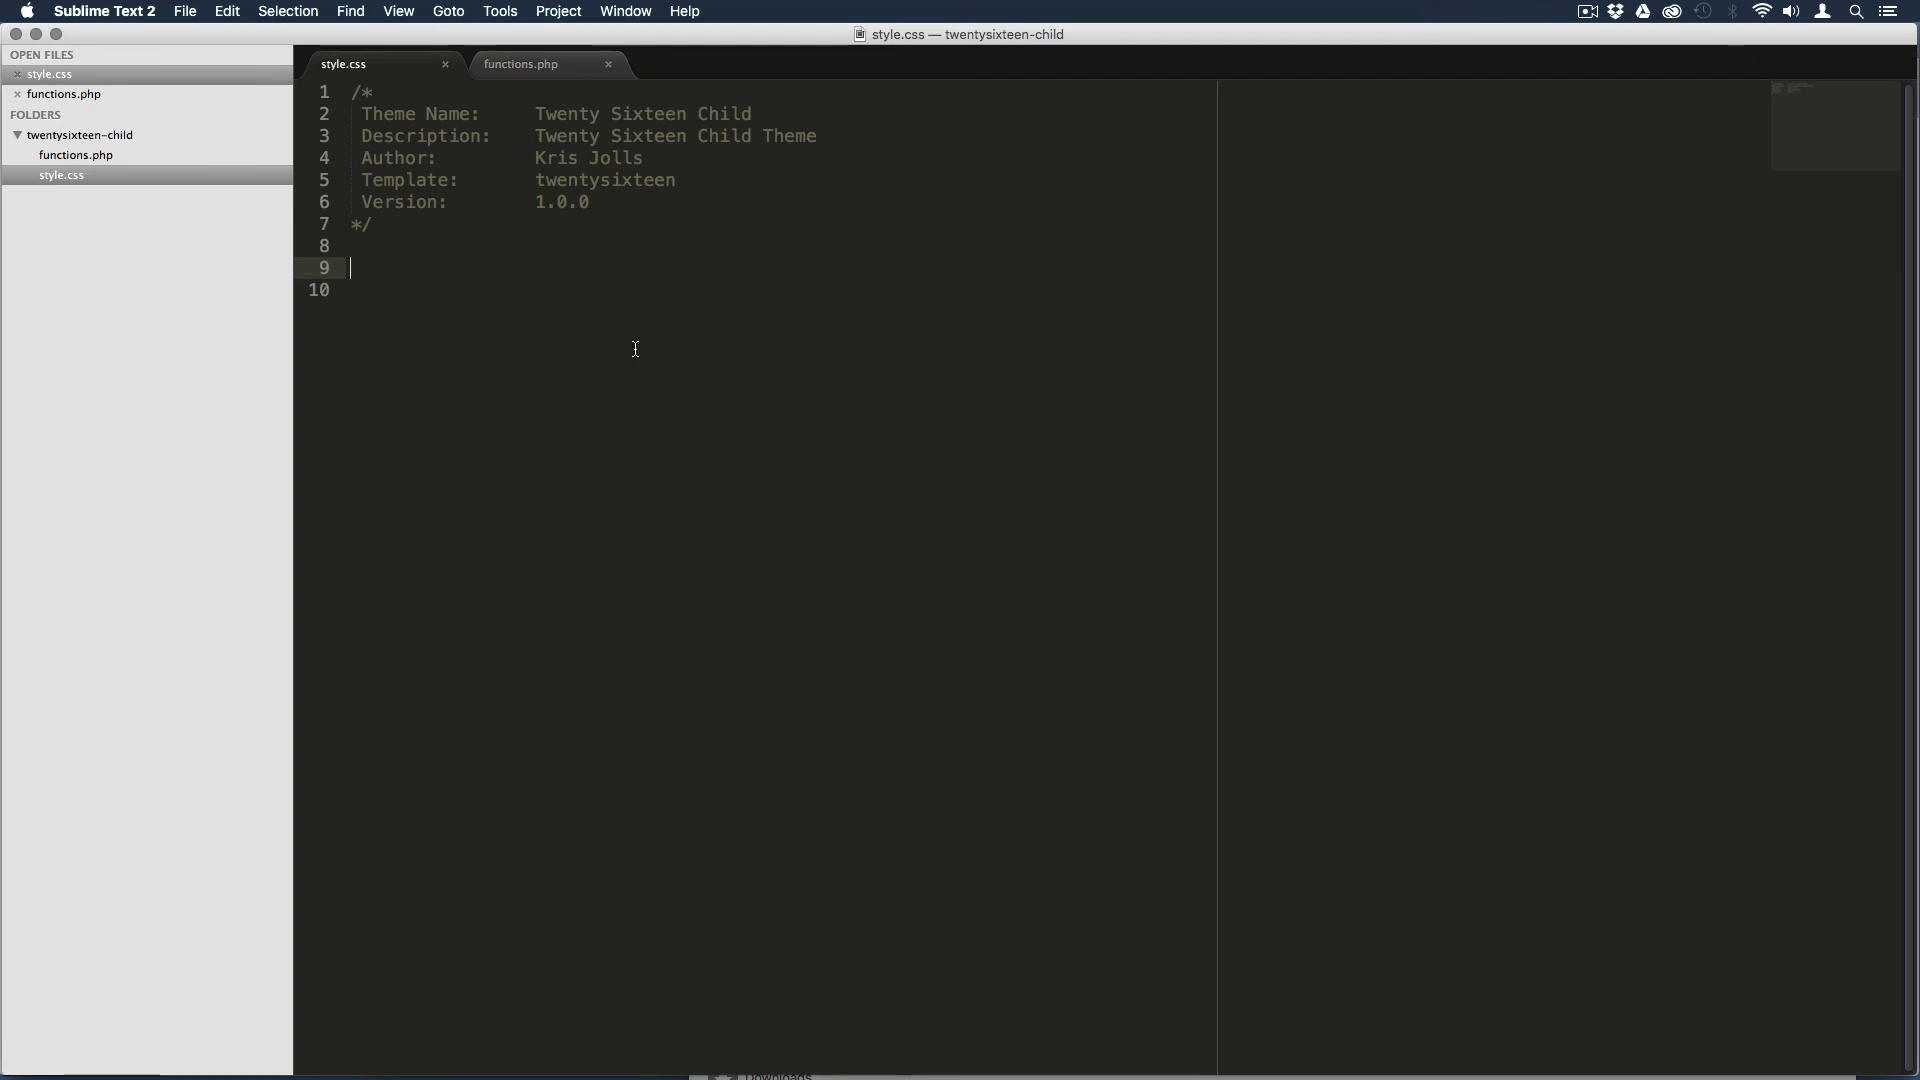 Sublime Text 2 File Edit Selection Find View Goto Tools Project Window Help
style.css — twentysixteen-child
OPEN FILES
× style.css
× functions.php
FOLDERS
twentysixteen-child
functions.php
style.css
style.css × functions.php ×
1 /*
2 Theme Name: Twenty Sixteen Child
3 Description: Twenty Sixteen Child Theme
4 Author: Kris Jolls
5 Template: twentysixteen
6 Version: 1.0.0
7 */
8
9
10
Downloads